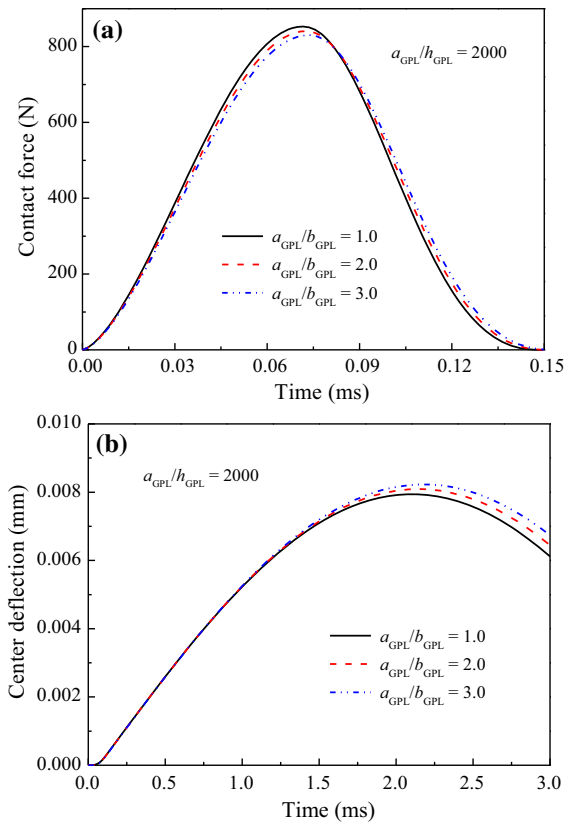 (a)
a_GPL/h_GPL = 2000
Contact force (N)
800
600
400
200
0
a_GPL/b_GPL = 1.0
a_GPL/b_GPL = 2.0
a_GPL/b_GPL = 3.0
0.00 0.03 0.06 0.09 0.12 0.15
Time (ms)
(b)
a_GPL/h_GPL = 2000
Center deflection (mm)
0.010
0.008
0.006
0.004
0.002
0.000
a_GPL/b_GPL = 1.0
a_GPL/b_GPL = 2.0
a_GPL/b_GPL = 3.0
0.0 0.5 1.0 1.5 2.0 2.5 3.0
Time (ms)